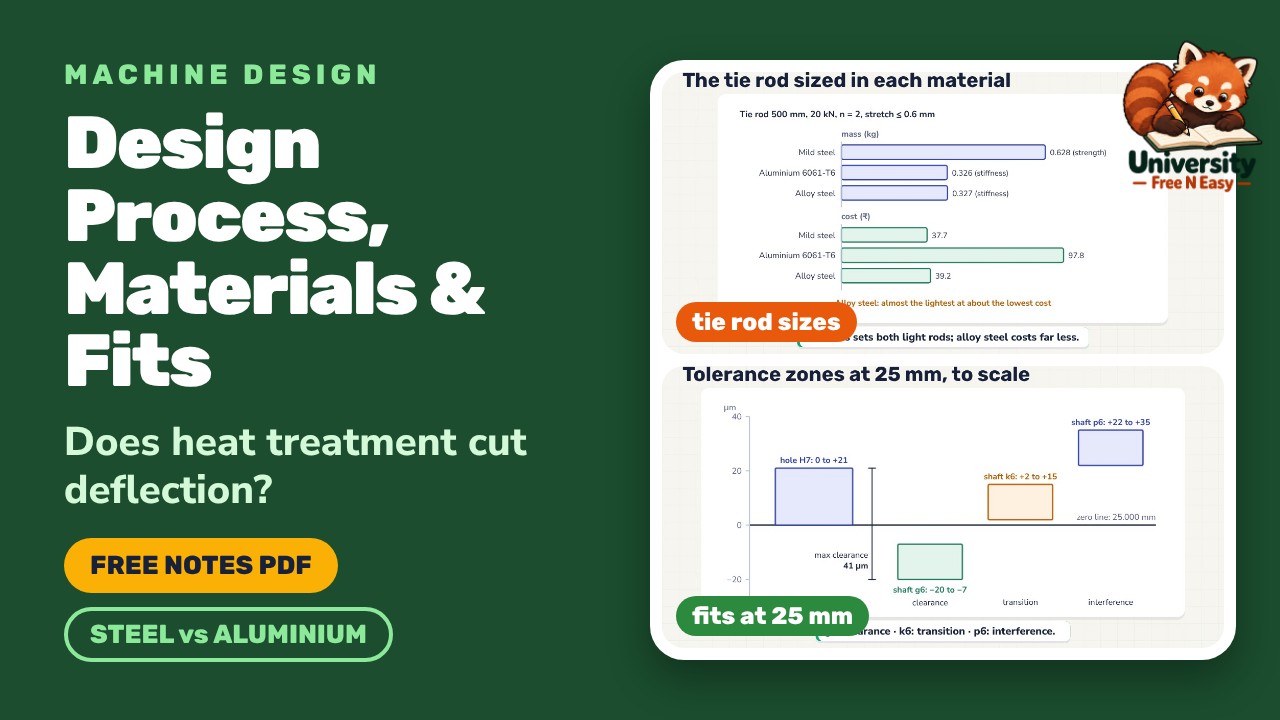 MACHINE DESIGN
Design
Process,
Materials &
Fits
Does heat treatment cut
deflection?
FREE NOTES PDF
STEEL vs ALUMINIUM
The tie rod sized in each material
Tie rod 500 mm, 20 kN, n = 2, stretch ≤ 0.6 mm
mass (kg)
Mild steel 0.628 (strength)
Aluminium 6061-T6 0.326 (stiffness)
Alloy steel 0.327 (stiffness)
cost (₹)
Mild steel 37.7
Aluminium 6061-T6 97.8
Alloy steel 39.2
Alloy steel: almost the lightest at about the lowest cost
tie rod sizes
sets both light rods; alloy steel costs far less.
University
Free N Easy
Tolerance zones at 25 mm, to scale
µm
40
20
0
−20
hole H7: 0 to +21
max clearance
41 µm
shaft g6: −20 to −7
shaft k6: +2 to +15
shaft p6: +22 to +35
zero line: 25.000 mm
clearance transition interference
fits at 25 mm
k6: transition · p6: interference.